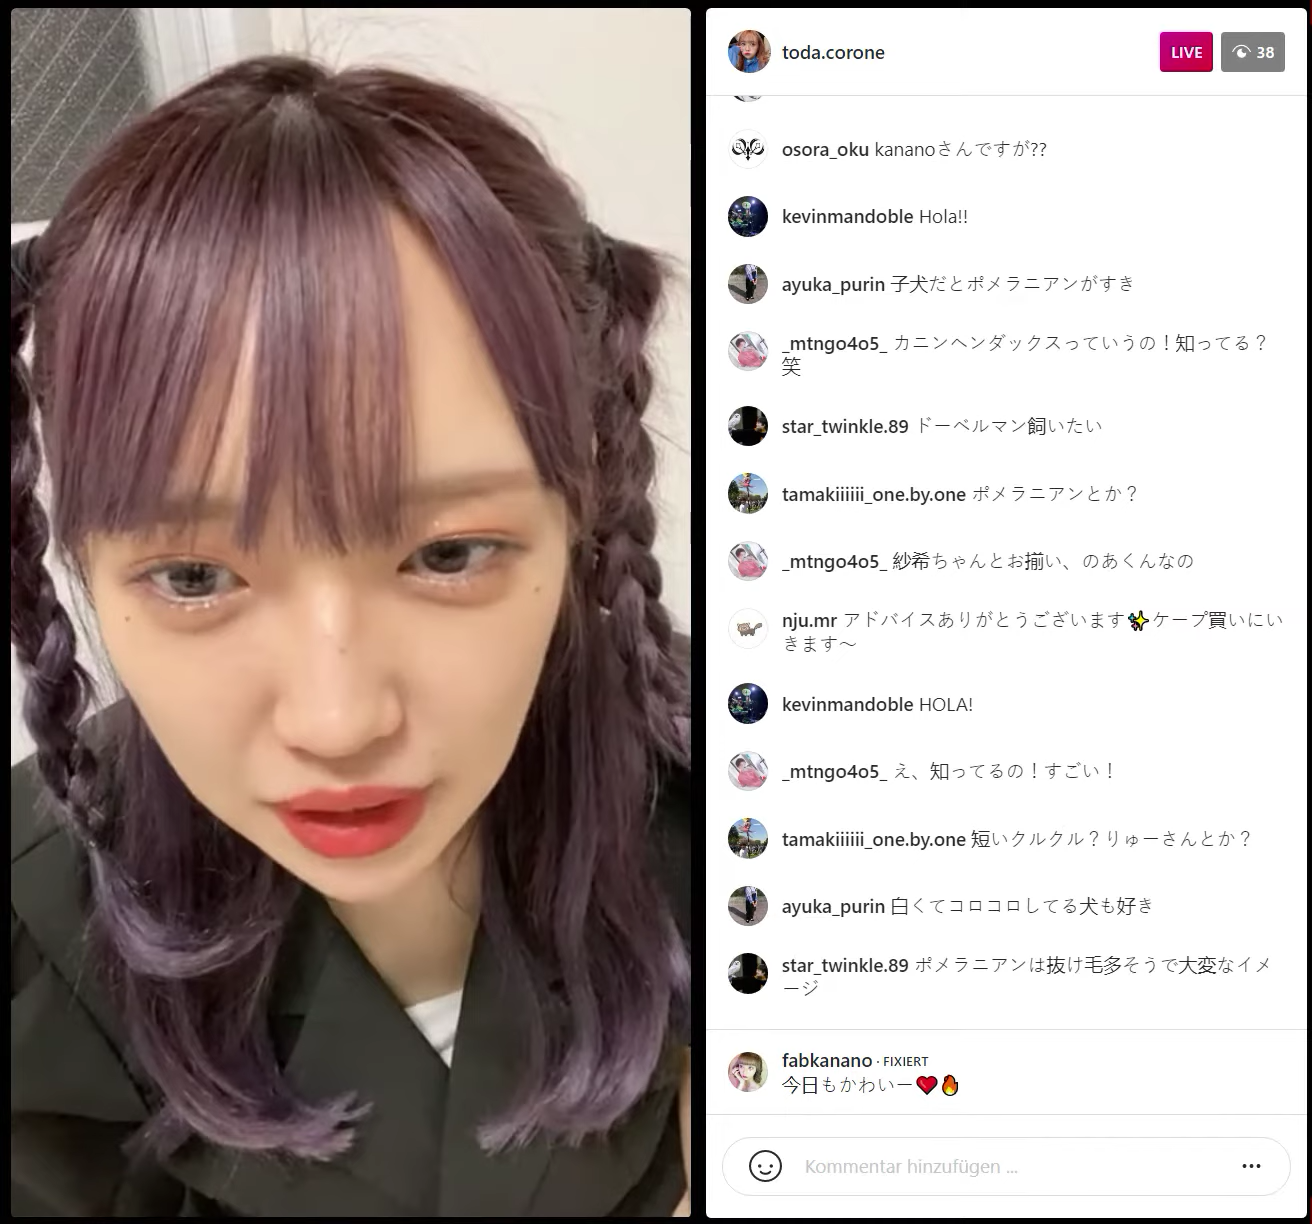 toda.corone
LIVE
38
osora_oku kananoさんですが??
kevinmandoble Hola!!
ayuka_purin 子犬だとポメラニアンがすき
_mtngo4o5_ カニンヘンダックスっていうの！知ってる？
笑
star_twinkle.89 ドーベルマン飼いたい
tamakiiiiii_one.by.one ポメラニアンとか？
_mtngo4o5_ 紗希ちゃんとお揃い、のあくんなの
nju.mr アドバイスありがとうございます✨ケープ買いにい
きます〜
kevinmandoble HOLA!
_mtngo4o5_ え、知ってるの！すごい！
tamakiiiiii_one.by.one 短いクルクル？りゅーさんとか？
ayuka_purin 白くてコロコロしてる犬も好き
star_twinkle.89 ポメラニアンは抜け毛多そうで大変なイメ
ージ
fabkanano · FIXIERT
今日もかわいー❤️🔥
Kommentar hinzufügen ...